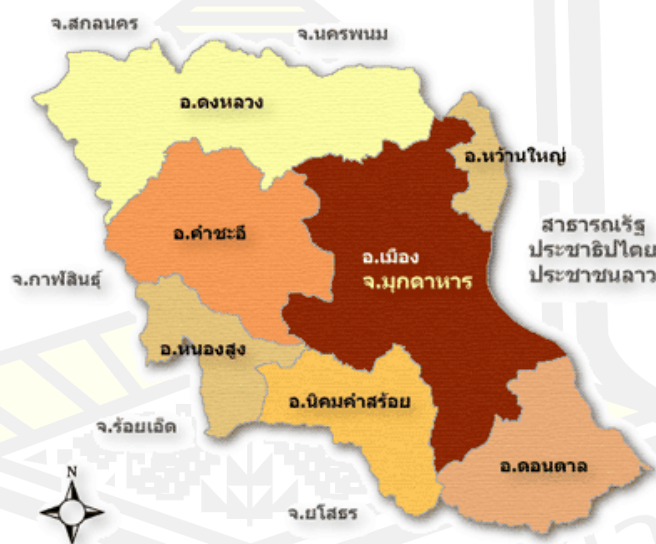 จ.สกลนคร
จ.นครพนม
อ.ดงหลวง
อ.หว้านใหญ่
อ.คำชะอี
สาธารณรัฐ
ประชาธิปไตย
ประชาชนลาว
อ.เมือง
จ.มุกดาหาร
จ.กาฬสินธุ์
อ.หนองสูง
อ.นิคมคำสร้อย
จ.ร้อยเอ็ด
อ.ดอนตาล
N
จ.ยโสธร